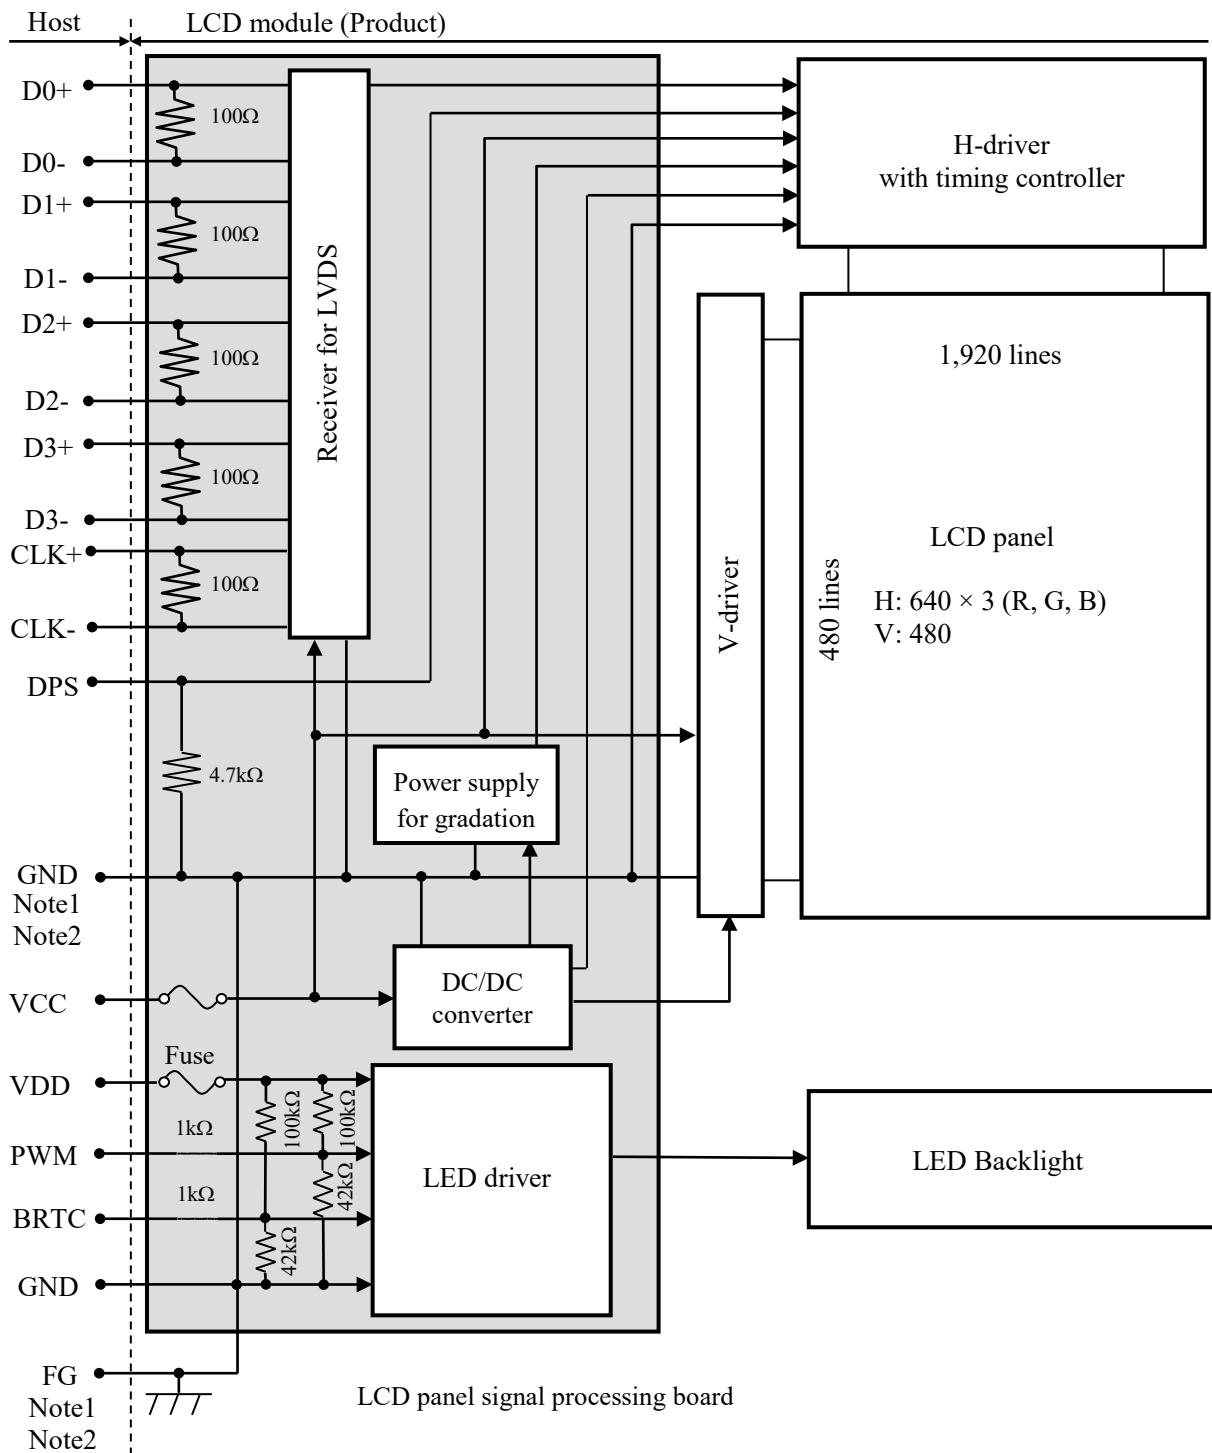 Host
LCD module (Product)
D0+
100Ω
D0-
D1+
100Ω
D1-
D2+
100Ω
D2-
D3+
100Ω
D3-
CLK+
100Ω
CLK-
DPS
4.7kΩ
GND
Note1
Note2
VCC
Fuse
VDD
1kΩ
PWM
1kΩ
BRTC
GND
FG
Note1
Note2
100kΩ
100kΩ
42kΩ
42kΩ
Receiver for LVDS
Power supply
for gradation
DC/DC
converter
LED driver
LCD panel signal processing board
H-driver
with timing controller
V-driver
1,920 lines
480 lines
LCD panel
H: 640 × 3 (R, G, B)
V: 480
LED Backlight